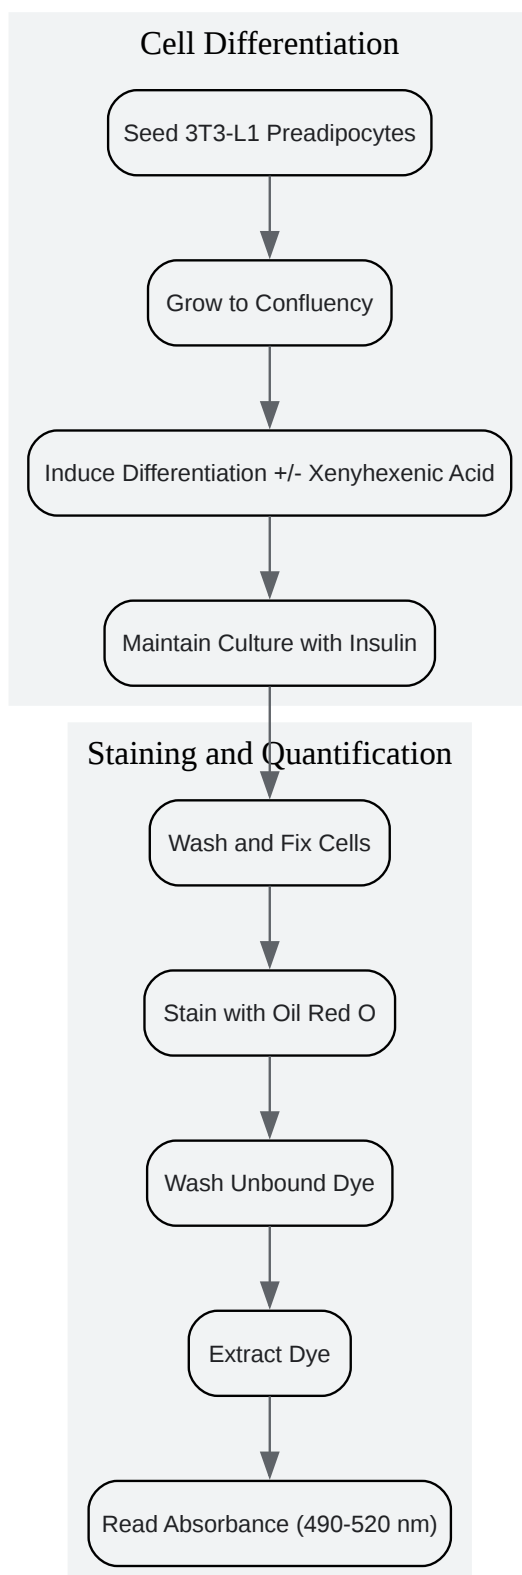 Cell Differentiation
Seed 3T3-L1 Preadipocytes
Grow to Confluency
Induce Differentiation +/- Xenyhexenic Acid
Maintain Culture with Insulin
Staining and Quantification
Wash and Fix Cells
Stain with Oil Red O
Wash Unbound Dye
Extract Dye
Read Absorbance (490-520 nm)